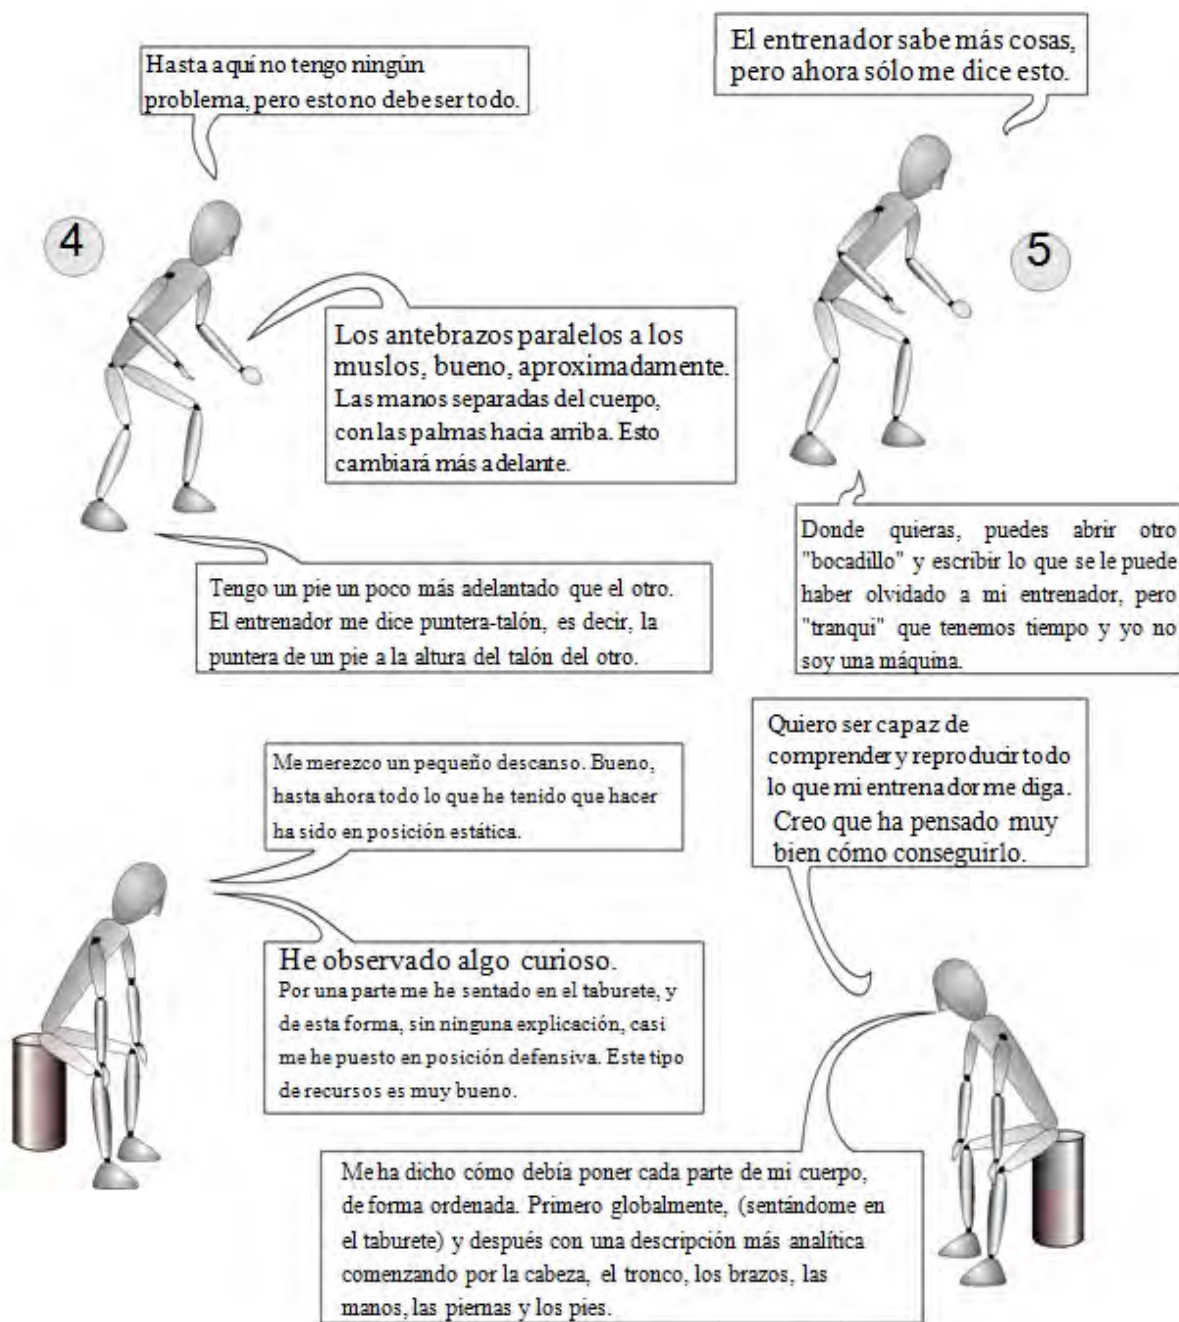 Hasta aquí no tengo ningún
problema, pero esto no debe ser todo.
El entrenador sabe más cosas,
pero ahora sólo me dice esto.
4
5
Los antebrazos paralelos a los
muslos, bueno, aproximadamente.
Las manos separadas del cuerpo,
con las palmas hacia arriba. Esto
cambiará más adelante.
Donde quieras, puedes abrir otro
"bocadillo" y escribir lo que se le puede
haber olvidado a mi entrenador, pero
"tranqui" que tenemos tiempo y yo no
soy una máquina.
Tengo un pie un poco más adelantado que el otro.
El entrenador me dice puntera-talón, es decir, la
puntera de un pie a la altura del talón del otro.
Me merezco un pequeño descanso. Bueno,
hasta ahora todo lo que he tenido que hacer
ha sido en posición estática.
Quiero ser capaz de
comprender y reproducir todo
lo que mi entrenador me diga.
Creo que ha pensado muy
bien cómo conseguirlo.
He observado algo curioso.
Por una parte me he sentado en el taburete, y
de esta forma, sin ninguna explicación, casi
me he puesto en posición defensiva. Este tipo
de recursos es muy bueno.
Me ha dicho cómo debía poner cada parte de mi cuerpo,
de forma ordenada. Primero globalmente, (sentándome en
el taburete) y después con una descripción más analítica
comenzando por la cabeza, el tronco, los brazos, las
manos, las piernas y los pies.